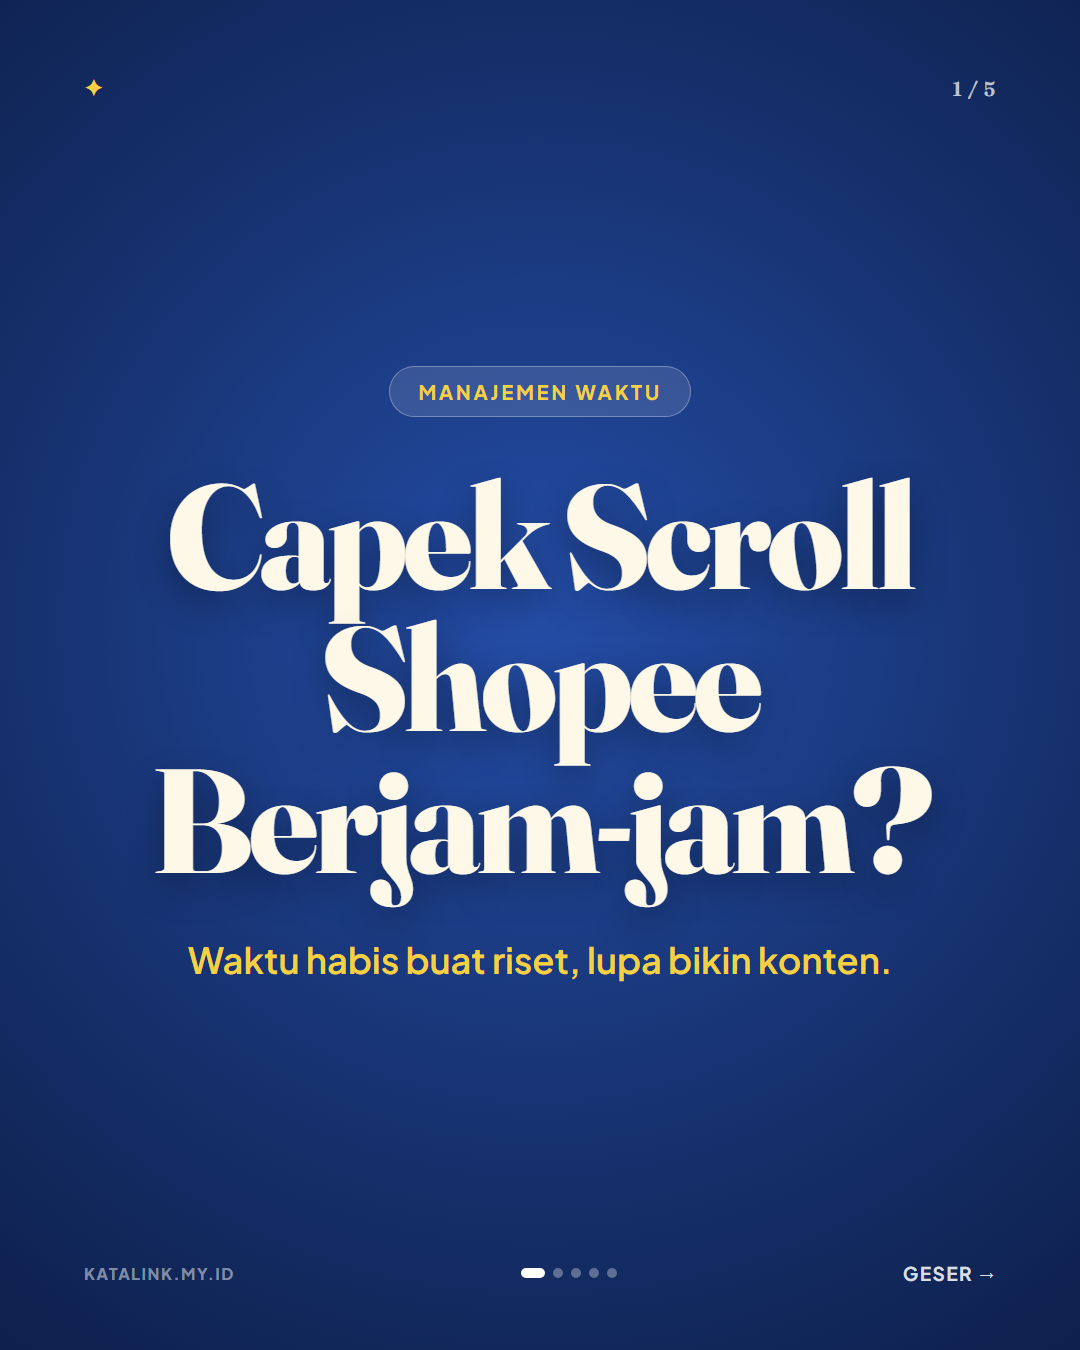 1 / 5
MANAJEMEN WAKTU
Capek Scroll
Shopee
Berjam-jam?
Waktu habis buat riset, lupa bikin konten.
KATALINK.MY.ID
GESER →